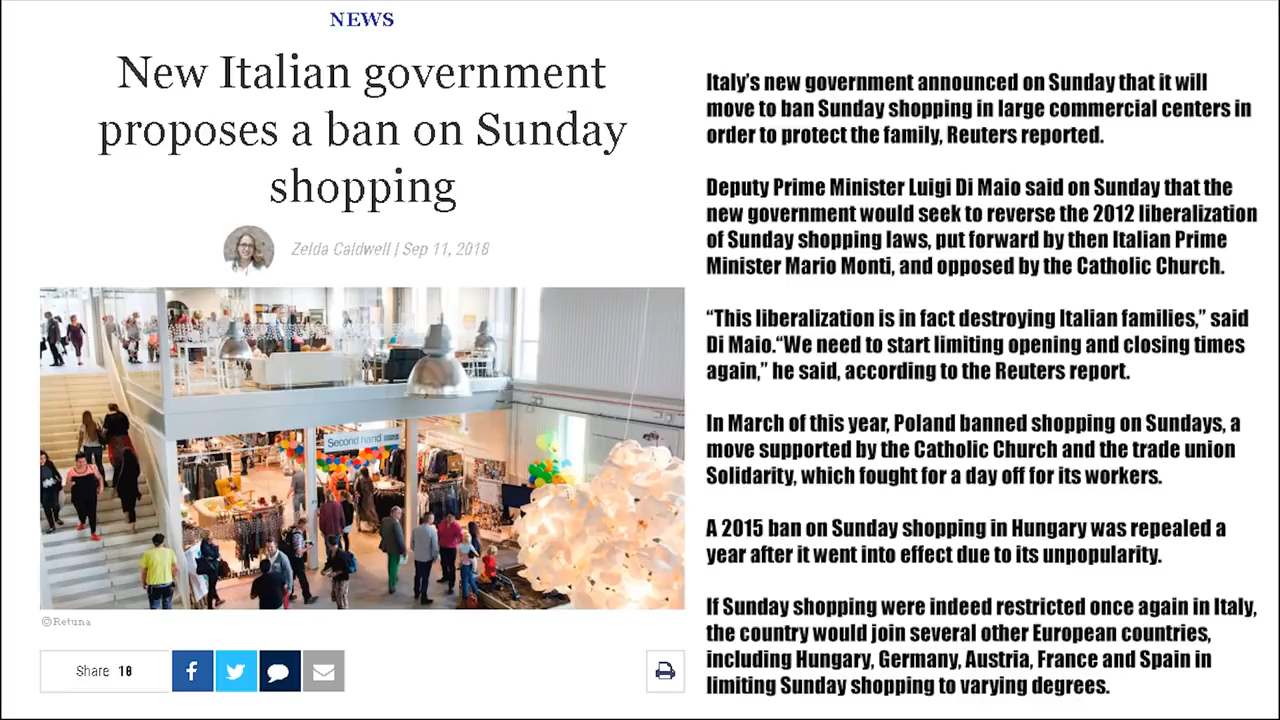 NEWS
New Italian government
proposes a ban on Sunday
shopping
Zelda Caldwell | Sep 11, 2018
Second hand
©Retuna
Share 18
Italy's new government announced on Sunday that it will
move to ban Sunday shopping in large commercial centers in
order to protect the family, Reuters reported.
Deputy Prime Minister Luigi Di Maio said on Sunday that the
new government would seek to reverse the 2012 liberalization
of Sunday shopping laws, put forward by then Italian Prime
Minister Mario Monti, and opposed by the Catholic Church.
“This liberalization is in fact destroying Italian families,” said
Di Maio.“We need to start limiting opening and closing times
again,” he said, according to the Reuters report.
In March of this year, Poland banned shopping on Sundays, a
move supported by the Catholic Church and the trade union
Solidarity, which fought for a day off for its workers.
A 2015 ban on Sunday shopping in Hungary was repealed a
year after it went into effect due to its unpopularity.
If Sunday shopping were indeed restricted once again in Italy,
the country would join several other European countries,
including Hungary, Germany, Austria, France and Spain in
limiting Sunday shopping to varying degrees.